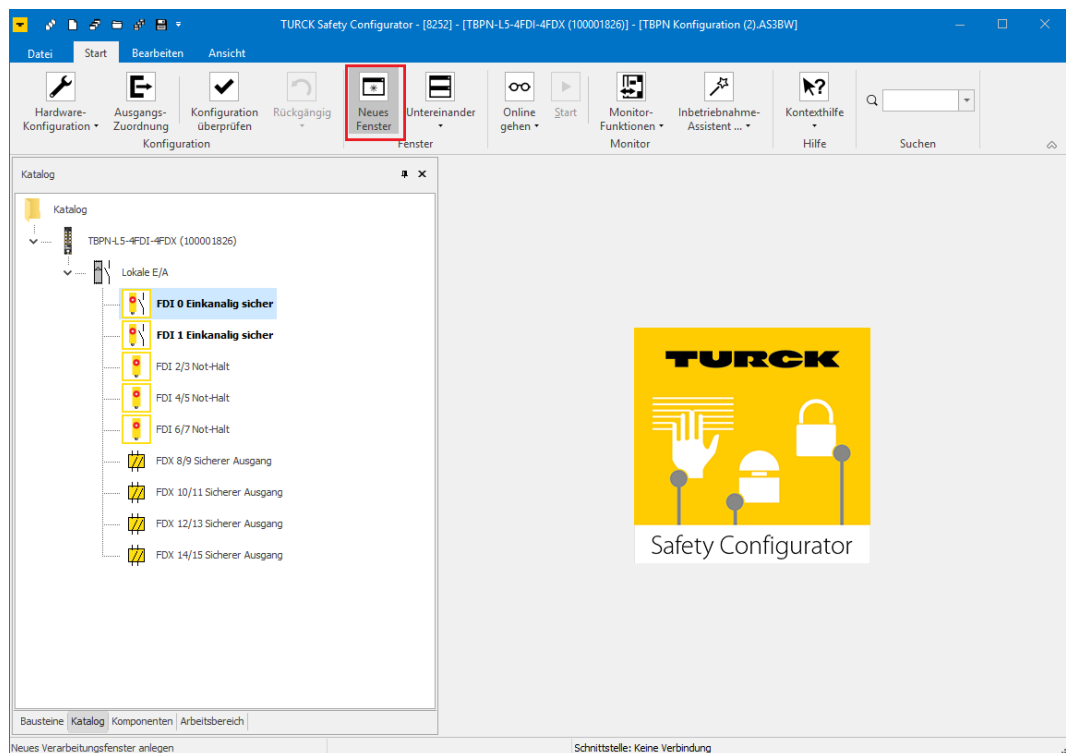 TURCK Safety Configurator - [8252] - [TBPN-L5-4FDI-4FDX (100001826)] - [TBPN Konfiguration (2).AS3BW]
Datei Start Bearbeiten Ansicht
Hardware-Konfiguration
Ausgangs-Zuordnung
Konfiguration überprüfen
Rückgängig
Neues Fenster
Untereinander
Online gehen
Start
Monitor-Funktionen
Inbetriebnahme-Assistent ...
Kontexthilfe
Konfiguration Fenster Monitor Hilfe Suchen
Katalog
Katalog
TBPN-L5-4FDI-4FDX (100001826)
Lokale E/A
FDI 0 Einkanalig sicher
FDI 1 Einkanalig sicher
FDI 2/3 Not-Halt
FDI 4/5 Not-Halt
FDI 6/7 Not-Halt
FDX 8/9 Sicherer Ausgang
FDX 10/11 Sicherer Ausgang
FDX 12/13 Sicherer Ausgang
FDX 14/15 Sicherer Ausgang
TURCK
Safety Configurator
Bausteine Katalog Komponenten Arbeitsbereich
Neues Verarbeitungsfenster anlegen
Schnittstelle: Keine Verbindung